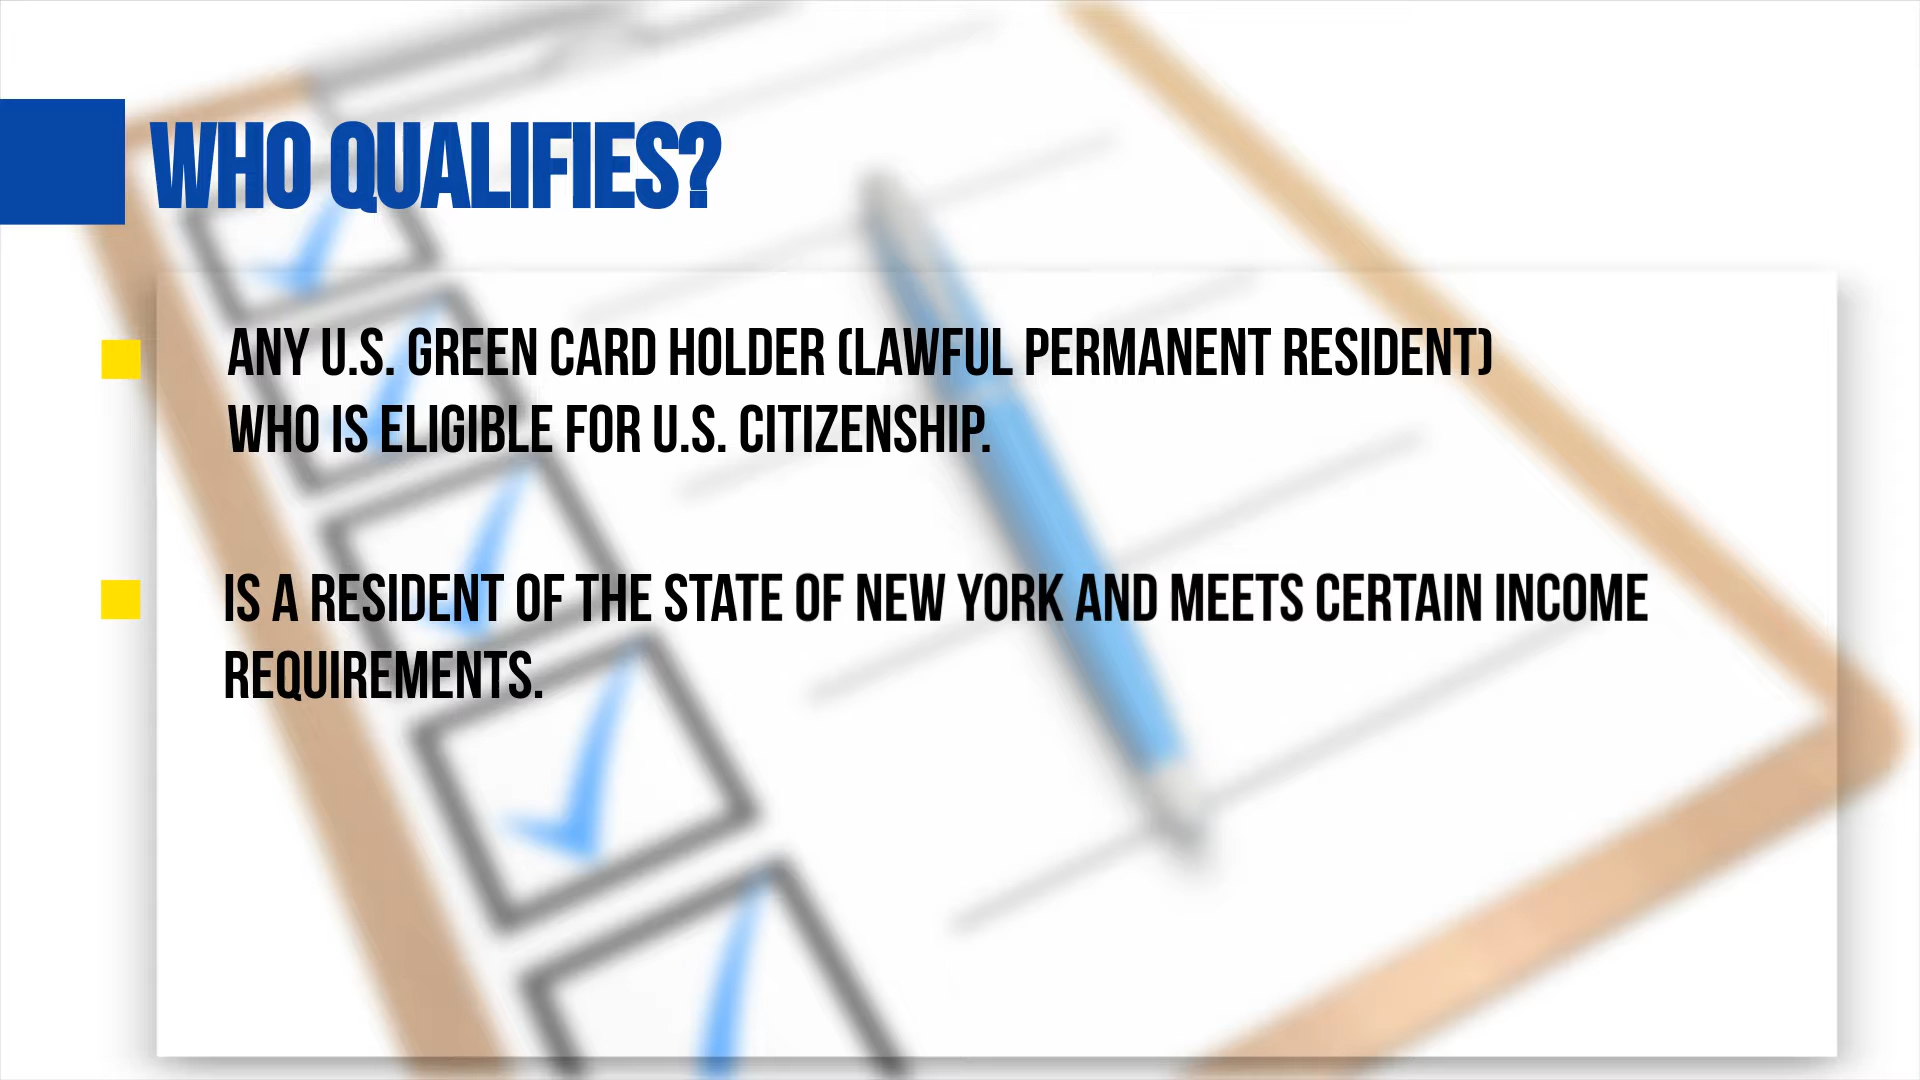 WHO QUALIFIES?
ANY U.S. GREEN CARD HOLDER (LAWFUL PERMANENT RESIDENT)
WHO IS ELIGIBLE FOR U.S. CITIZENSHIP.
IS A RESIDENT OF THE STATE OF NEW YORK AND MEETS CERTAIN INCOME
REQUIREMENTS.